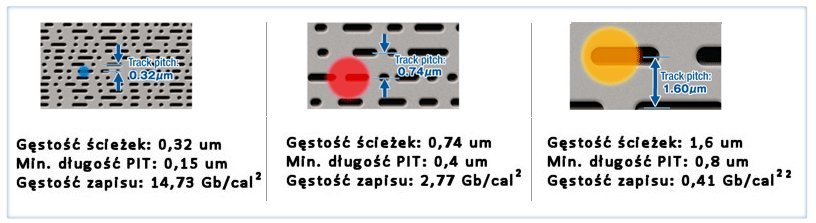 Track pitch:
0.32µm
Track pitch:
0.74µm
Track pitch:
1.60µm
Gęstość ścieżek: 0,32 um
Min. długość PIT: 0,15 um
Gęstość zapisu: 14,73 Gb/cal²
Gęstość ścieżek: 0,74 um
Min. długość PIT: 0,4 um
Gęstość zapisu: 2,77 Gb/cal²
Gęstość ścieżek: 1,6 um
Min. długość PIT: 0,8 um
Gęstość zapisu: 0,41 Gb/cal²²